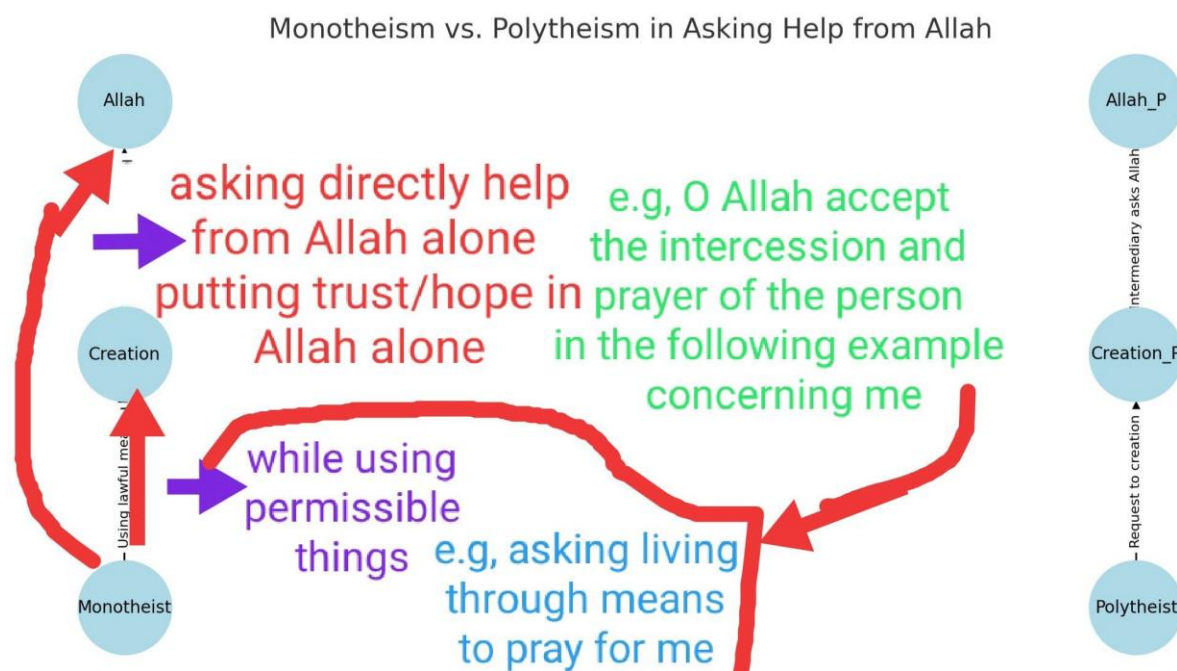 Monotheism vs. Polytheism in Asking Help from Allah
Allah
Allah_P
asking directly help
from Allah alone
putting trust/hope in
Allah alone
e.g, O Allah accept
the intercession and
prayer of the person
in the following example
concerning me
Intermediary asks Allah
Creation
Creation_P
Using lawful mea
while using
permissible
things
e.g, asking living
through means
to pray for me
Request to creation
Monotheist
Polytheist